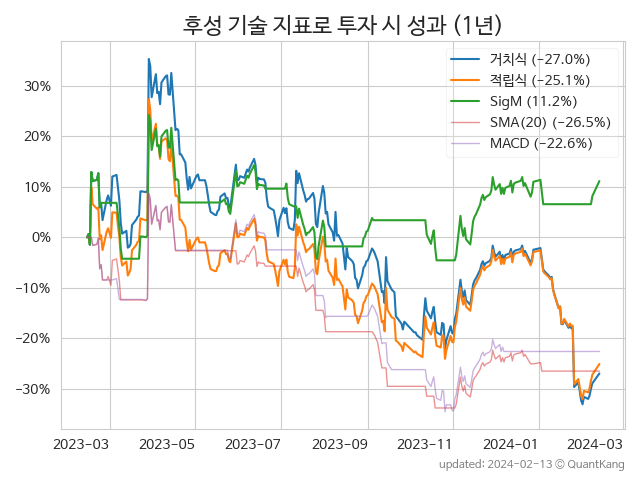 후성 기술 지표로 투자 시 성과 (1년)
거치식 (−27.0%)
적립식 (−25.1%)
SigM (11.2%)
SMA(20) (−26.5%)
MACD (−22.6%)
30%
20%
10%
0%
−10%
−20%
−30%
2023-03 2023-05 2023-07 2023-09 2023-11 2024-01 2024-03
updated: 2024-02-13 © QuantKang